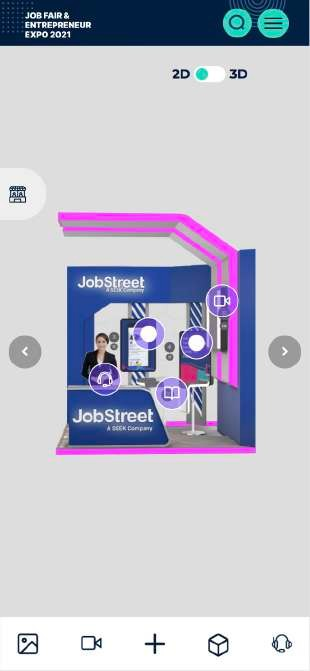 JOB FAIR &
ENTREPRENEUR
EXPO 2021
2D 3D
JobStreet
A SEEK Company
JobStreet
A SEEK Company